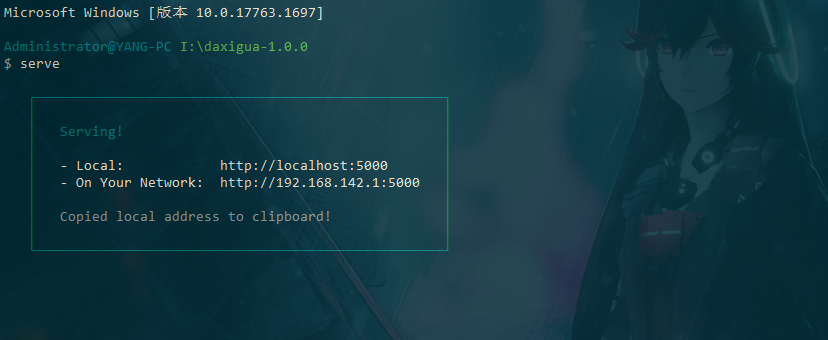 Microsoft Windows [版本 10.0.17763.1697]
Administrator@YANG-PC I:\daxigua-1.0.0
$ serve
Serving!
- Local: http://localhost:5000
- On Your Network: http://192.168.142.1:5000
Copied local address to clipboard!